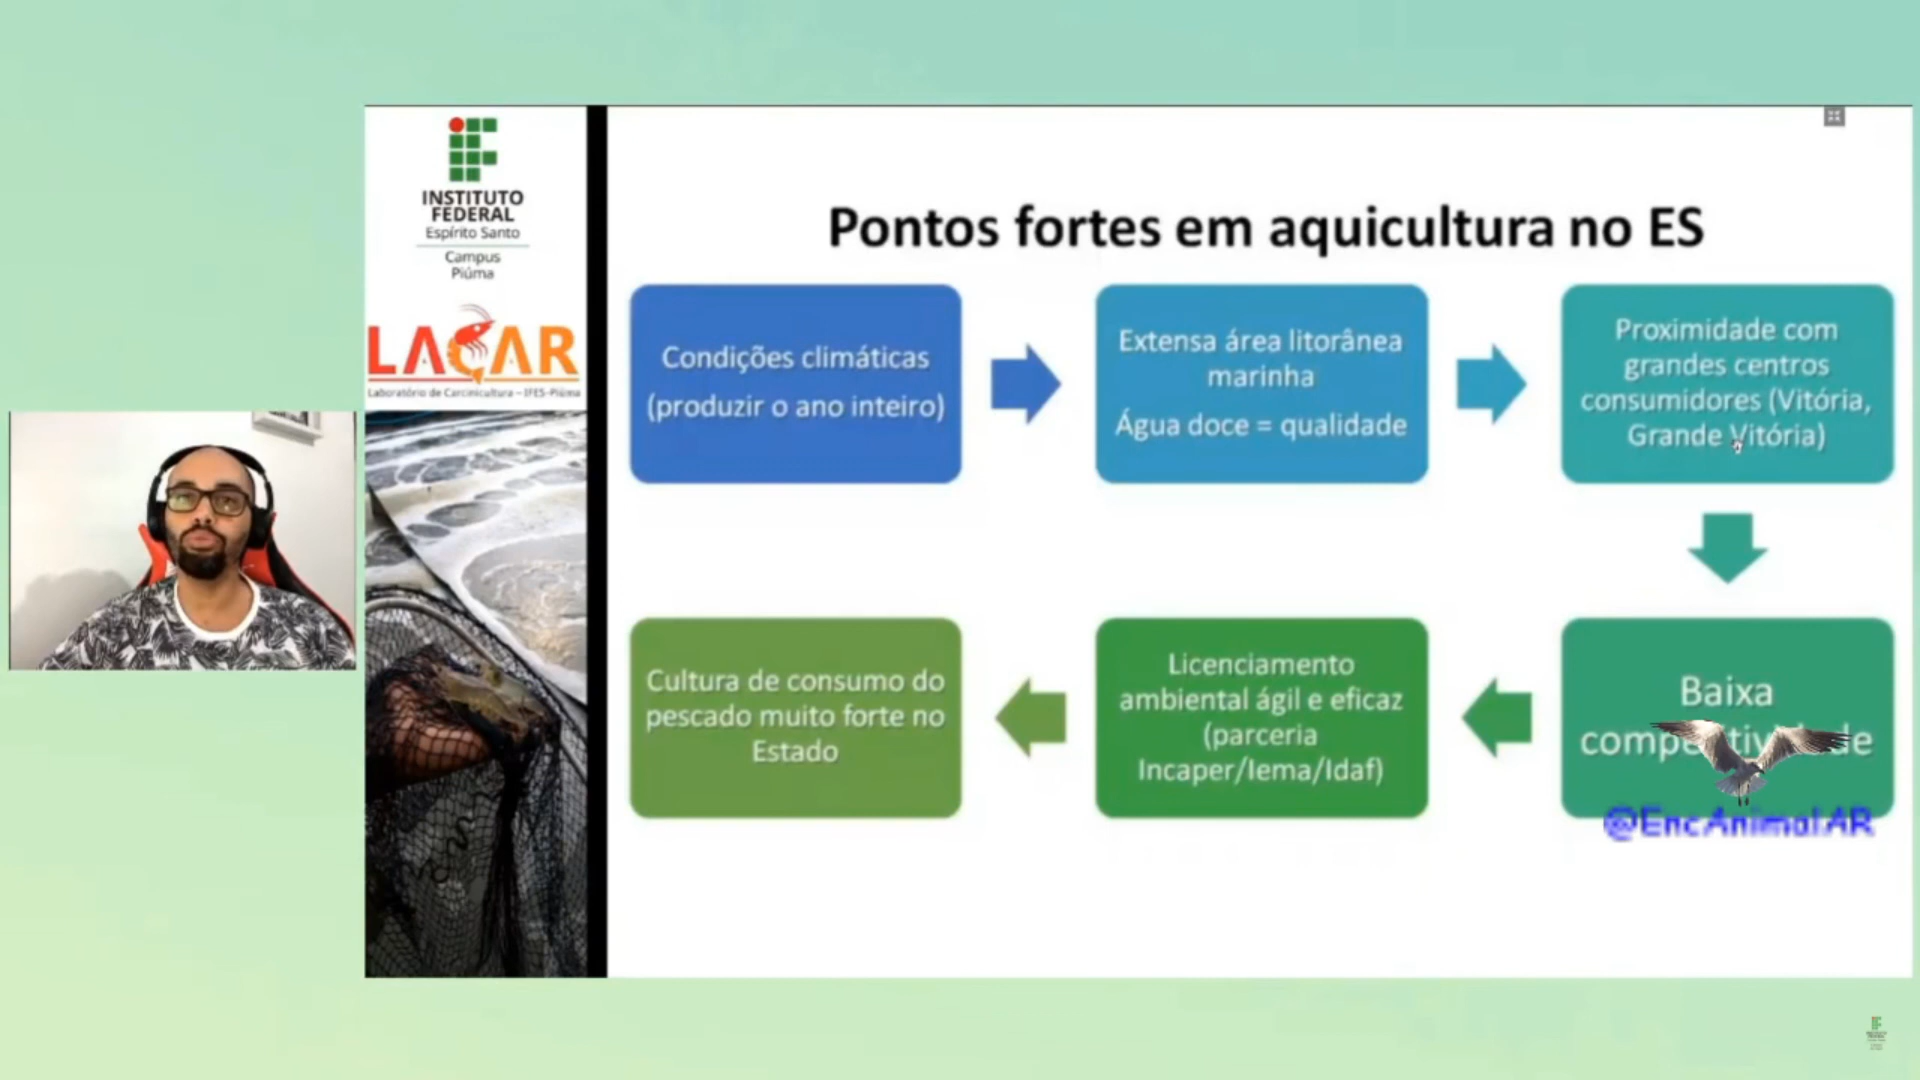 INSTITUTO
FEDERAL
Espírito Santo
Campus
Piúma
LACAR
Laboratório de Carcinicultura - IFES-Piúma
Pontos fortes em aquicultura no ES
Condições climáticas
(produzir o ano inteiro)
Extensa área litorânea
marinha
Água doce = qualidade
Proximidade com
grandes centros
consumidores (Vitória,
Grande Vitória)
Baixa
competitividade
Licenciamento
ambiental ágil e eficaz
(parceria
Incaper/Iema/Idaf)
Cultura de consumo do
pescado muito forte no
Estado
@EncAnimalAR